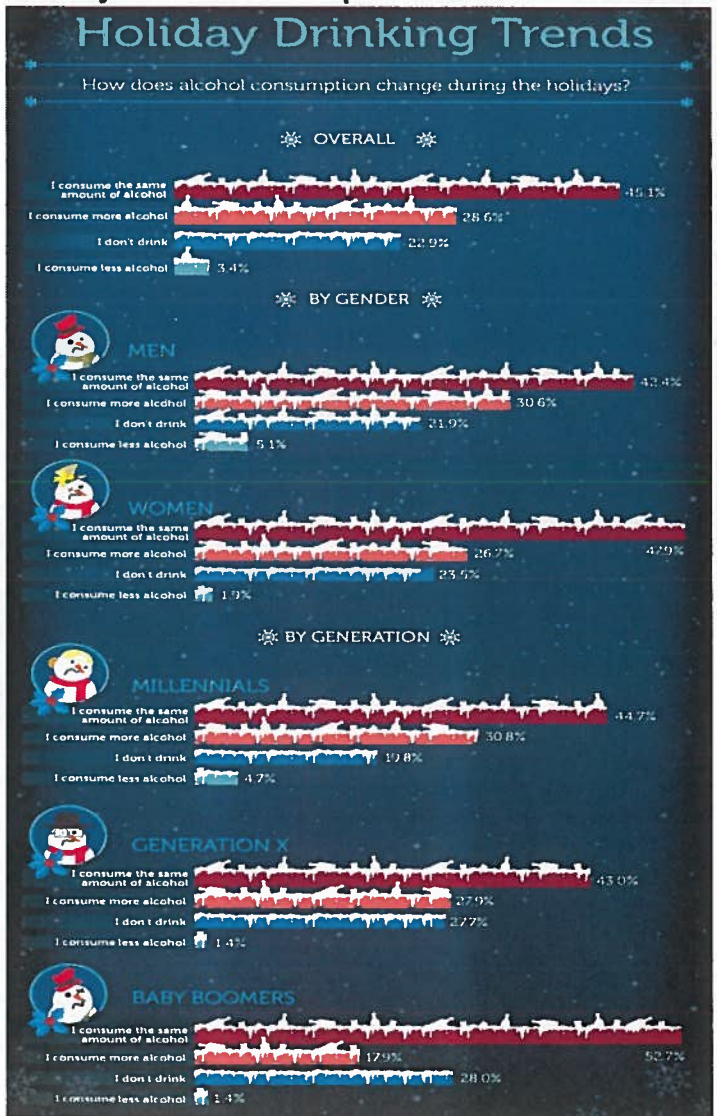 Holiday Drinking Trends
How does alcohol consumption change during the holidays?
OVERALL
I consume the same
amount of alcohol
45.1%
I consume more alcohol
28.6%
I don't drink
22.9%
I consume less alcohol
3.4%
BY GENDER
MEN
I consume the same
amount of alcohol
42.4%
I consume more alcohol
30.6%
I don't drink
21.9%
I consume less alcohol
5.1%
WOMEN
I consume the same
amount of alcohol
47.9%
I consume more alcohol
26.7%
I don't drink
23.5%
I consume less alcohol
1.9%
BY GENERATION
MILLENNIALS
I consume the same
amount of alcohol
44.7%
I consume more alcohol
30.8%
I don't drink
19.8%
I consume less alcohol
4.7%
GENERATION X
I consume the same
amount of alcohol
43.0%
I consume more alcohol
27.9%
I don't drink
27.7%
I consume less alcohol
1.4%
BABY BOOMERS
I consume the same
amount of alcohol
52.7%
I consume more alcohol
17.9%
I don't drink
28.0%
I consume less alcohol
1.4%